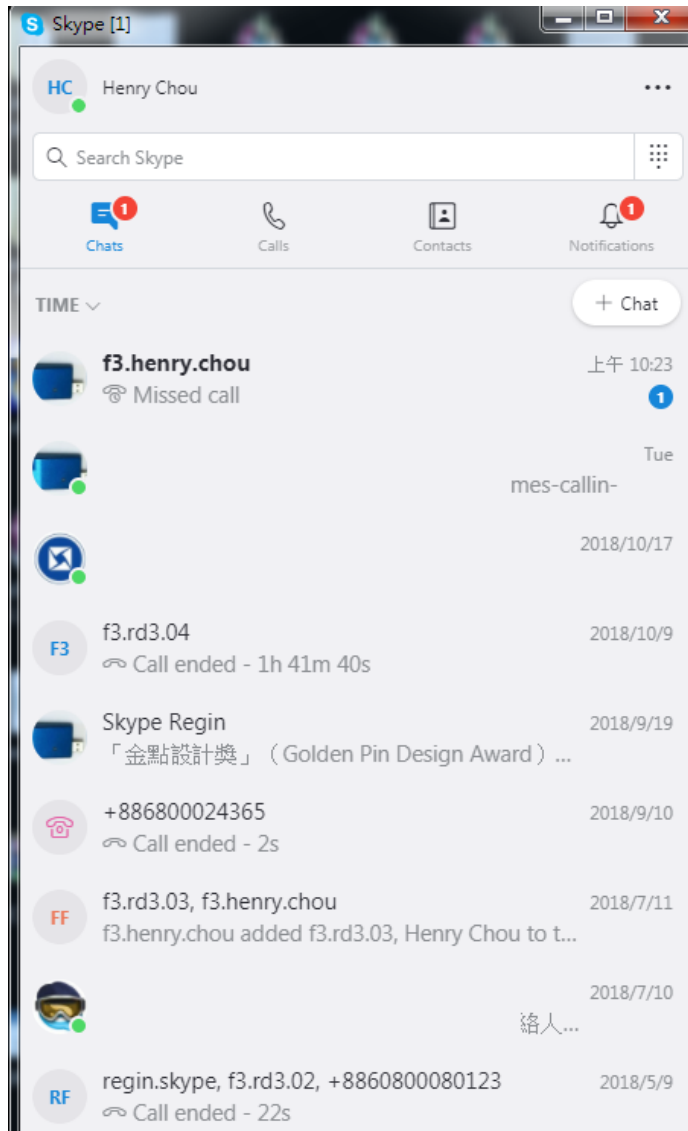 Skype [1]
HC
Henry Chou
Search Skype
1
1
Chats
Calls
Contacts
Notifications
TIME
+ Chat
f3.henry.chou
上午 10:23
Missed call
1
Tue
mes-callin-
2018/10/17
F3
f3.rd3.04
2018/10/9
Call ended - 1h 41m 40s
Skype Regin
2018/9/19
「金點設計獎」（Golden Pin Design Award）...
+886800024365
2018/9/10
Call ended - 2s
FF
f3.rd3.03, f3.henry.chou
2018/7/11
f3.henry.chou added f3.rd3.03, Henry Chou to t...
2018/7/10
絡人...
RF
regin.skype, f3.rd3.02, +8860800080123
2018/5/9
Call ended - 22s